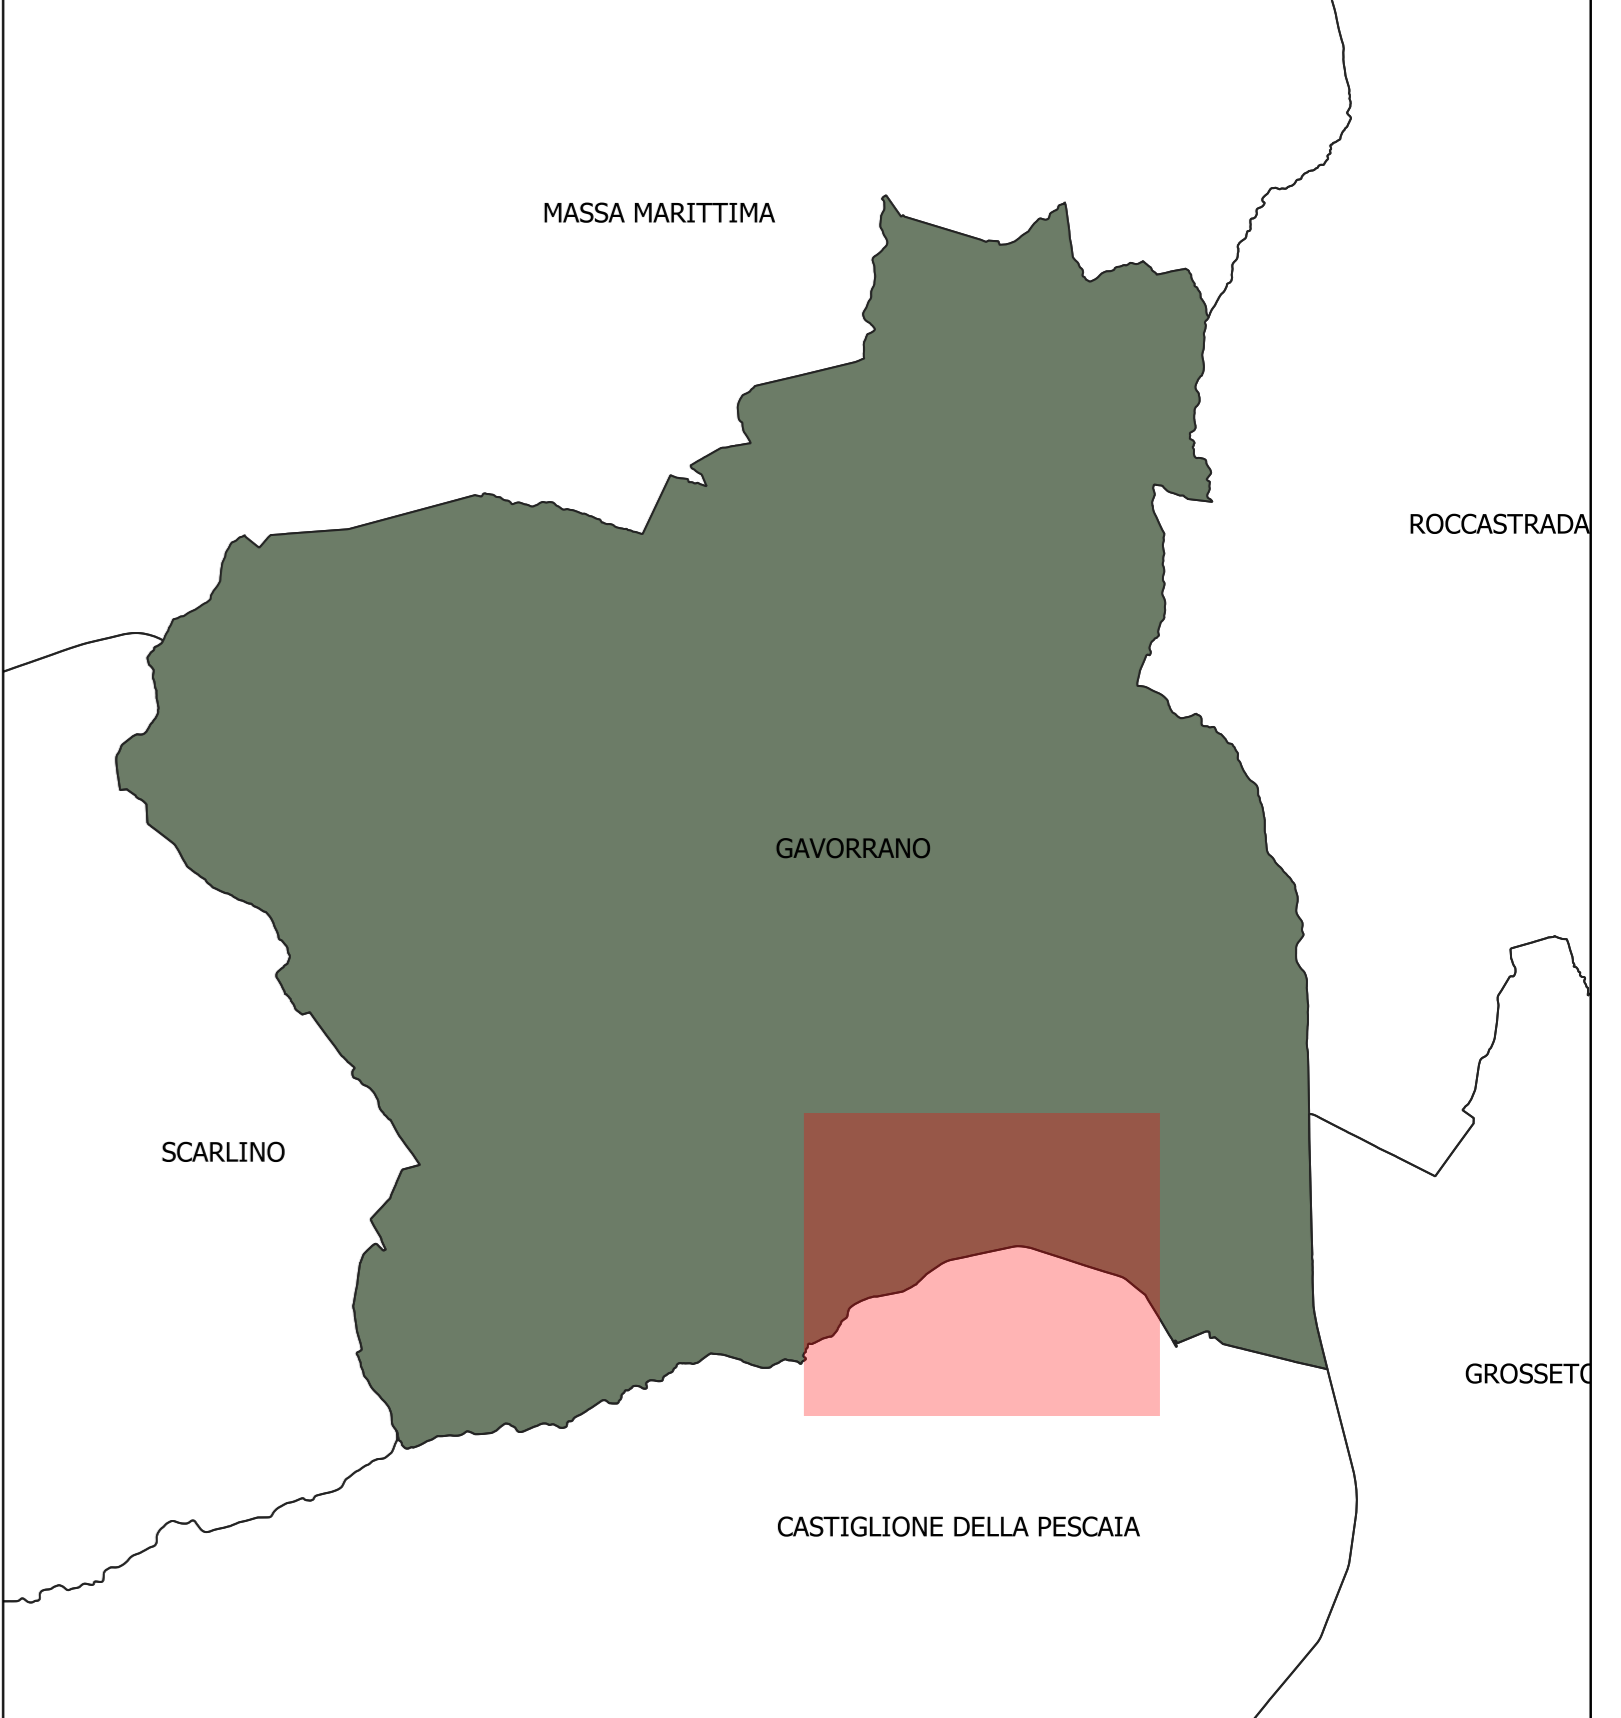 MASSA MARITTIMA
ROCCASTRADA
GAVORRANO
SCARLINO
GROSSETO
CASTIGLIONE DELLA PESCAIA